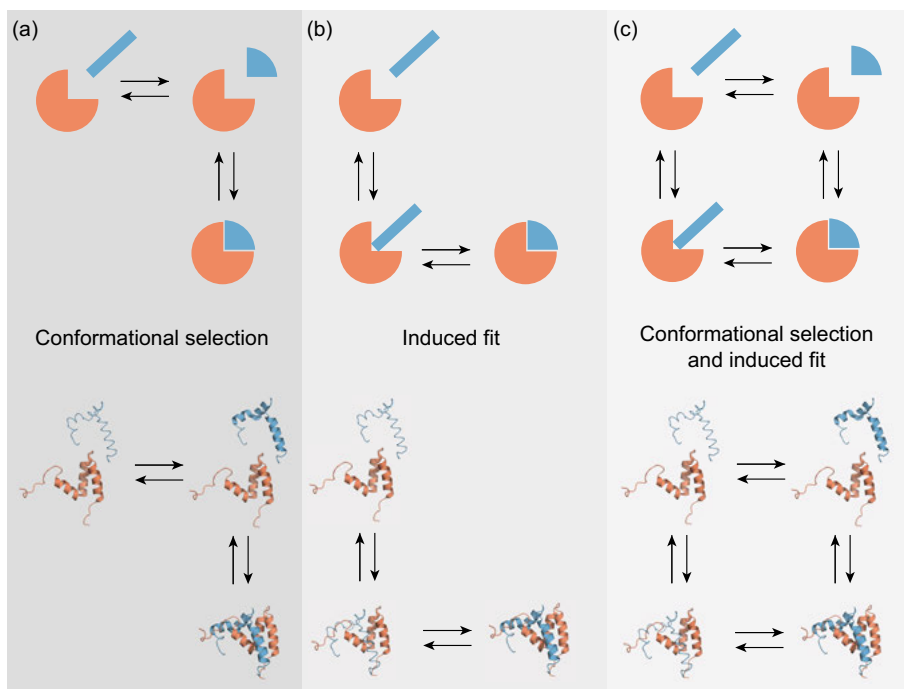 (a)
(b)
(c)
Conformational selection
Induced fit
Conformational selection
and induced fit